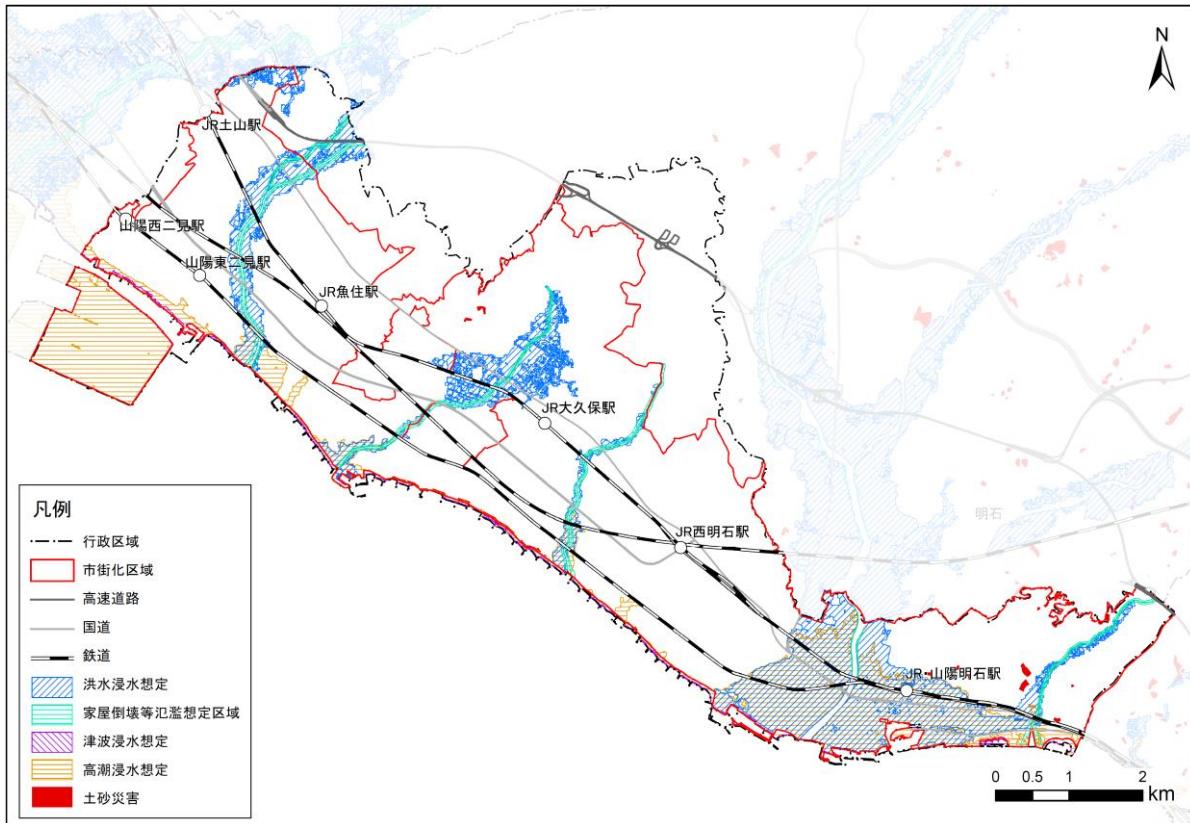 N
JR土山駅
山陽西二見駅
山陽東二見駅
JR魚住駅
JR大久保駅
明石
JR西明石駅
JR・山陽明石駅
凡例
行政区域
市街化区域
高速道路
国道
鉄道
洪水浸水想定
家屋倒壊等氾濫想定区域
津波浸水想定
高潮浸水想定
土砂災害
0 0.5 1 2
km